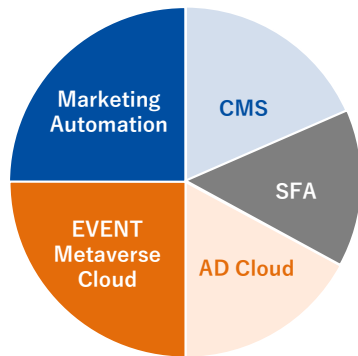 Marketing
Automation
CMS
SFA
EVENT
Metaverse
Cloud
AD Cloud